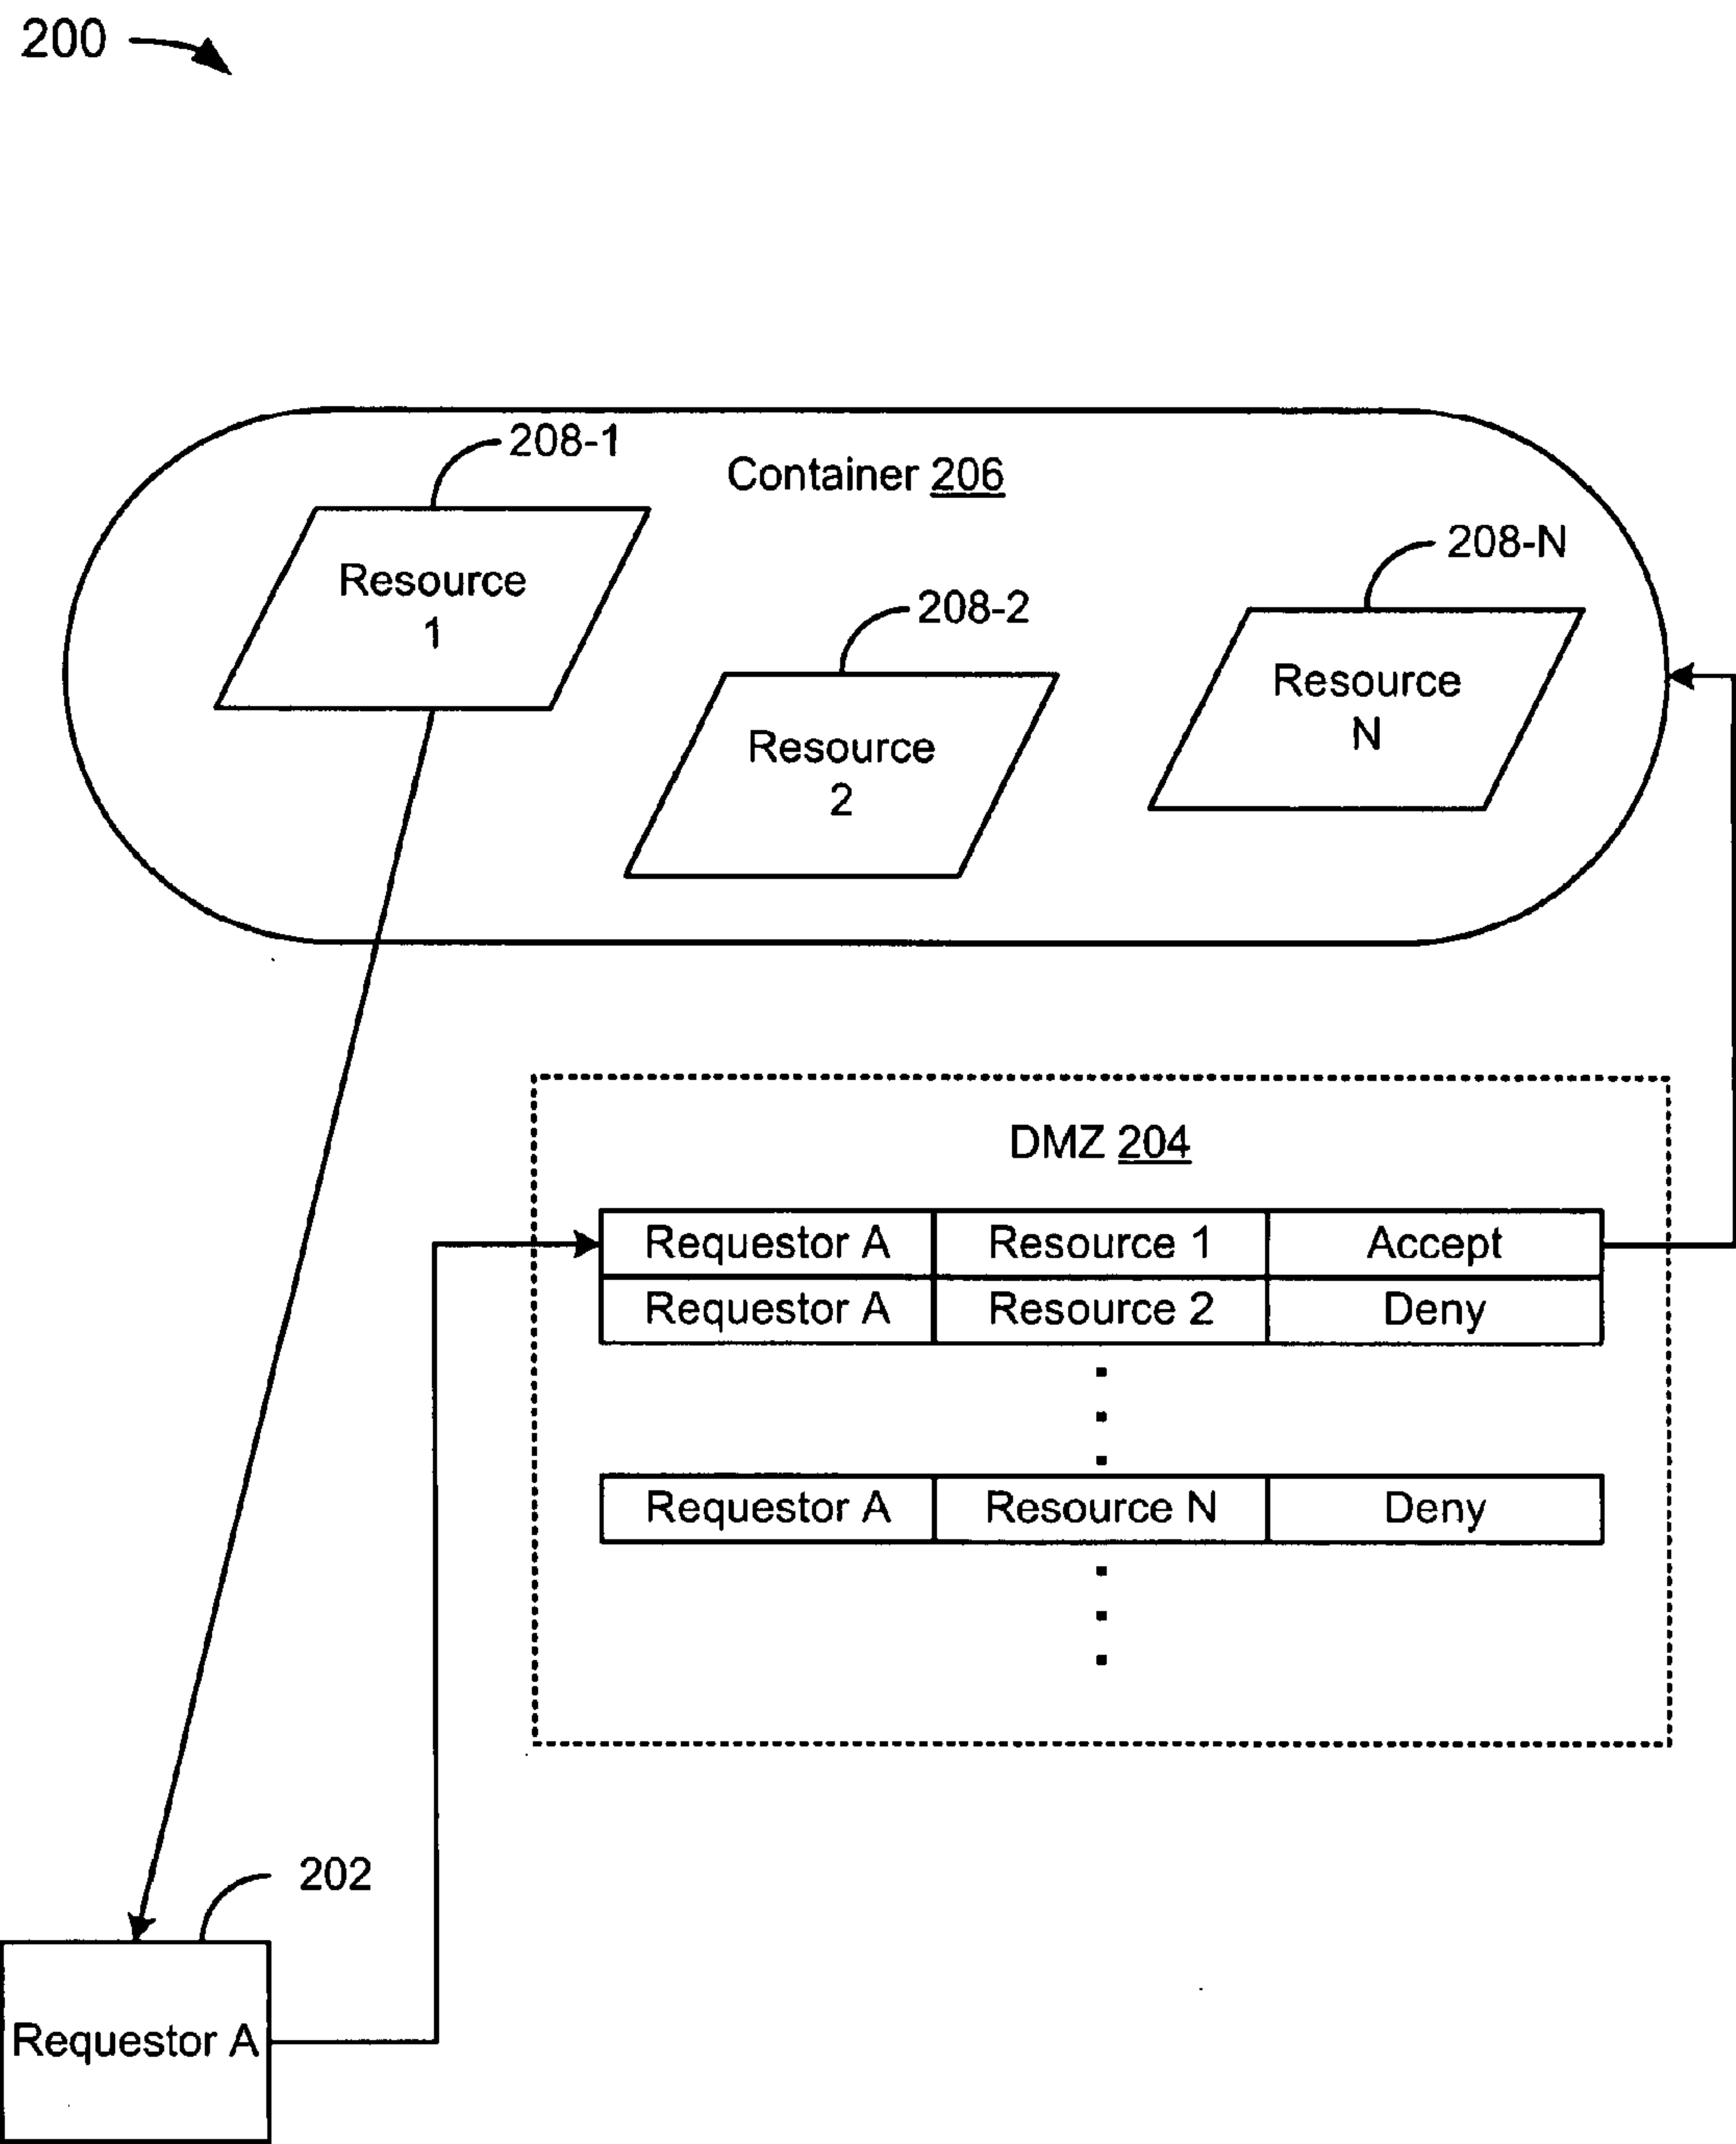 200
208-1
Container 206
208-N
Resource
1
208-2
Resource
N
Resource
2
DMZ 204
Requestor A Resource 1 Accept
Requestor A Resource 2 Deny
Requestor A Resource N Deny
202
Requestor A